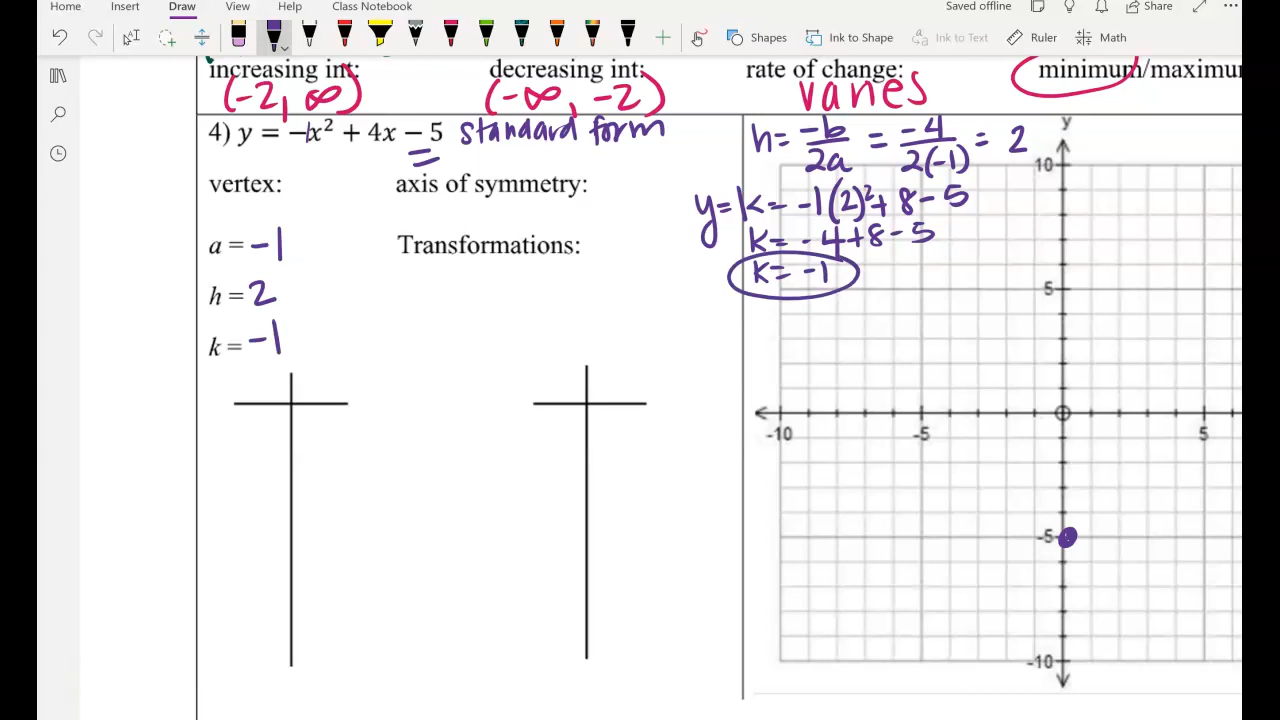 Home Insert Draw View Help Class Notebook Saved offline Share
Shapes Ink to Shape Ink to Text Ruler Math
increasing int: decreasing int: rate of change: minimum/maximu
(-2, ∞) (-∞, -2) varies
4) y = -1x² + 4x - 5 standard form
vertex: axis of symmetry:
a = -1 Transformations:
h = 2
k = -1
h = -b/2a = -4/2(-1) = 2
y = k = -1(2)² + 8 - 5
k = -4 + 8 - 5
k = -1
y
10
5
-10 -5 5
-5
-10